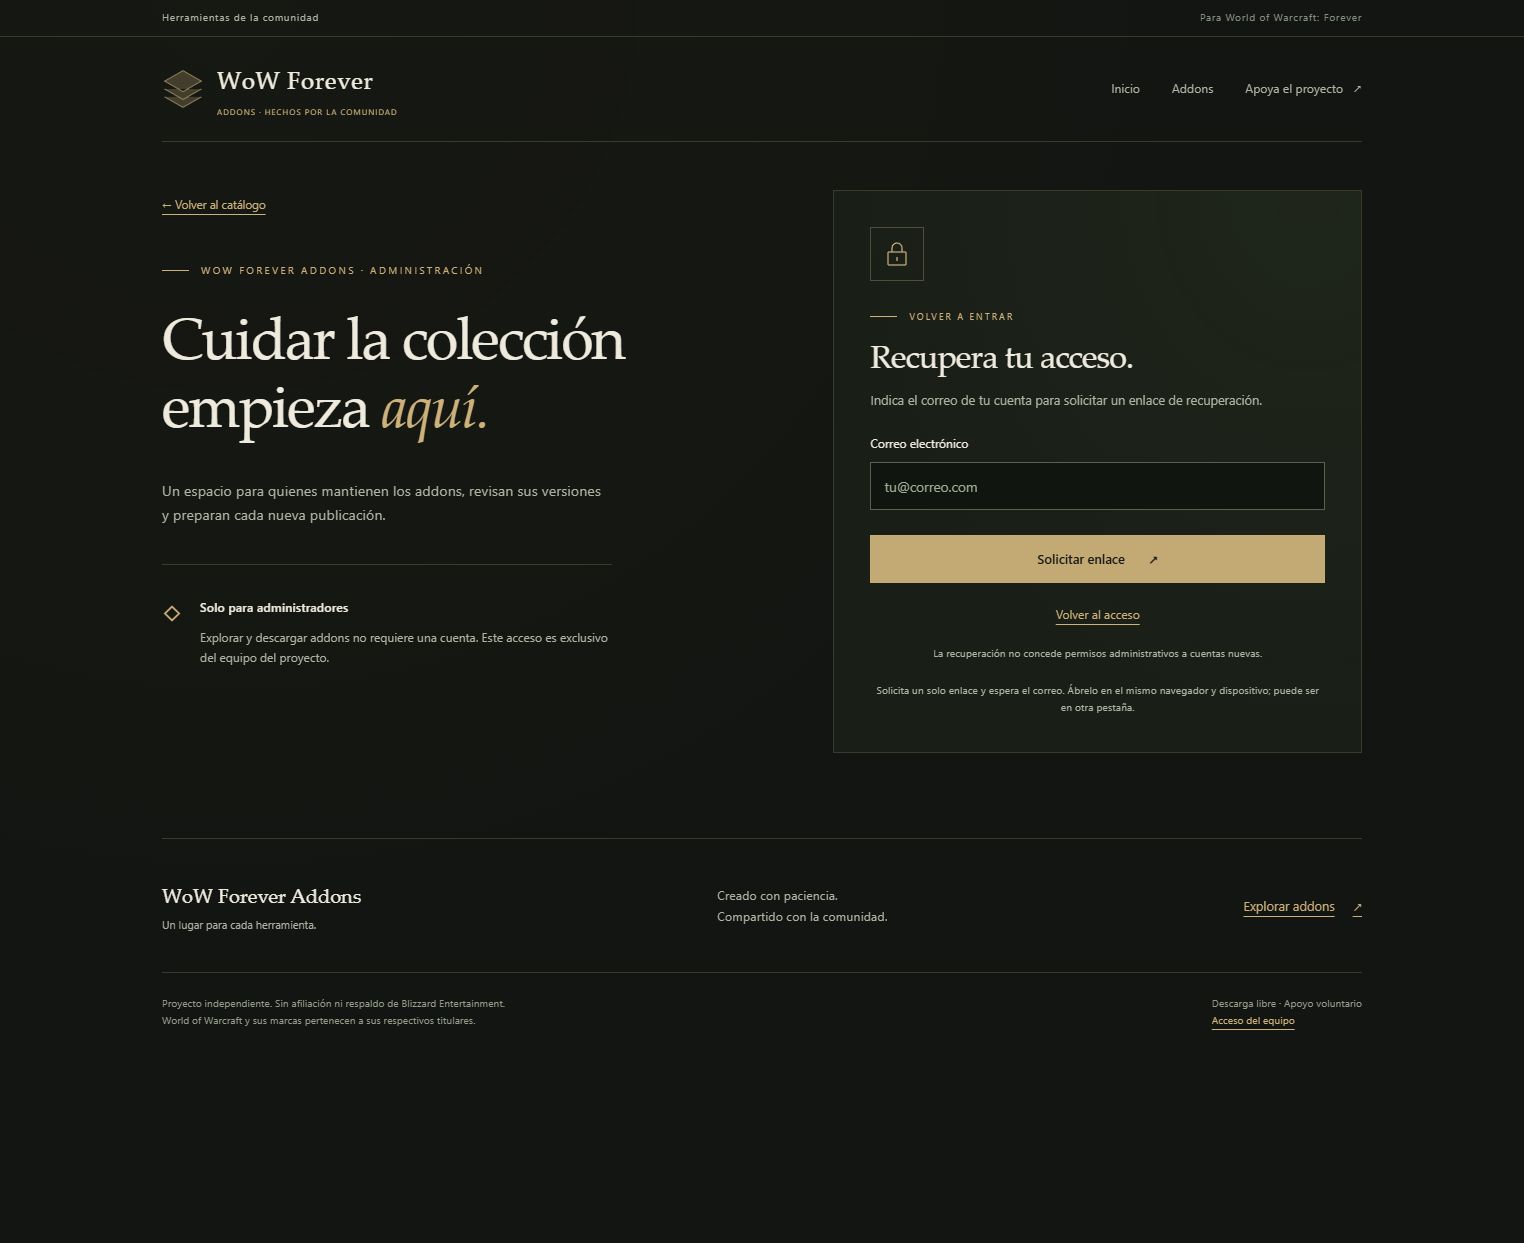 Herramientas de la comunidad
Para World of Warcraft: Forever
WoW Forever
ADDONS · HECHOS POR LA COMUNIDAD
Inicio
Addons
Apoya el proyecto ↗
← Volver al catálogo
WOW FOREVER ADDONS · ADMINISTRACIÓN
Cuidar la colección
empieza aquí.
Un espacio para quienes mantienen los addons, revisan sus versiones
y preparan cada nueva publicación.
Solo para administradores
Explorar y descargar addons no requiere una cuenta. Este acceso es exclusivo
del equipo del proyecto.
VOLVER A ENTRAR
Recupera tu acceso.
Indica el correo de tu cuenta para solicitar un enlace de recuperación.
Correo electrónico
tu@correo.com
Solicitar enlace ↗
Volver al acceso
La recuperación no concede permisos administrativos a cuentas nuevas.
Solicita un solo enlace y espera el correo. Ábrelo en el mismo navegador y dispositivo; puede ser
en otra pestaña.
WoW Forever Addons
Un lugar para cada herramienta.
Creado con paciencia.
Compartido con la comunidad.
Explorar addons ↗
Proyecto independiente. Sin afiliación ni respaldo de Blizzard Entertainment.
World of Warcraft y sus marcas pertenecen a sus respectivos titulares.
Descarga libre · Apoyo voluntario
Acceso del equipo